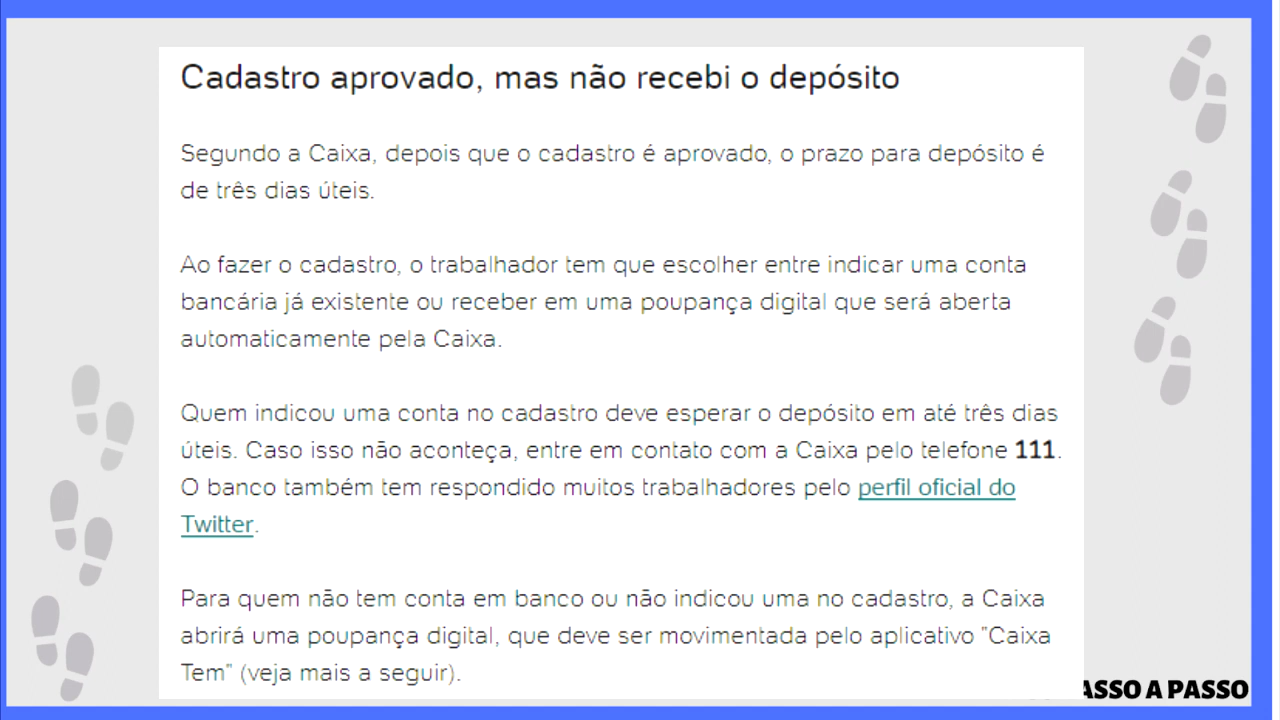 Cadastro aprovado, mas não recebi o depósito
Segundo a Caixa, depois que o cadastro é aprovado, o prazo para depósito é
de três dias úteis.
Ao fazer o cadastro, o trabalhador tem que escolher entre indicar uma conta
bancária já existente ou receber em uma poupança digital que será aberta
automaticamente pela Caixa.
Quem indicou uma conta no cadastro deve esperar o depósito em até três dias
úteis. Caso isso não aconteça, entre em contato com a Caixa pelo telefone 111.
O banco também tem respondido muitos trabalhadores pelo perfil oficial do
Twitter.
Para quem não tem conta em banco ou não indicou uma no cadastro, a Caixa
abrirá uma poupança digital, que deve ser movimentada pelo aplicativo "Caixa
Tem" (veja mais a seguir).
ASSO A PASSO